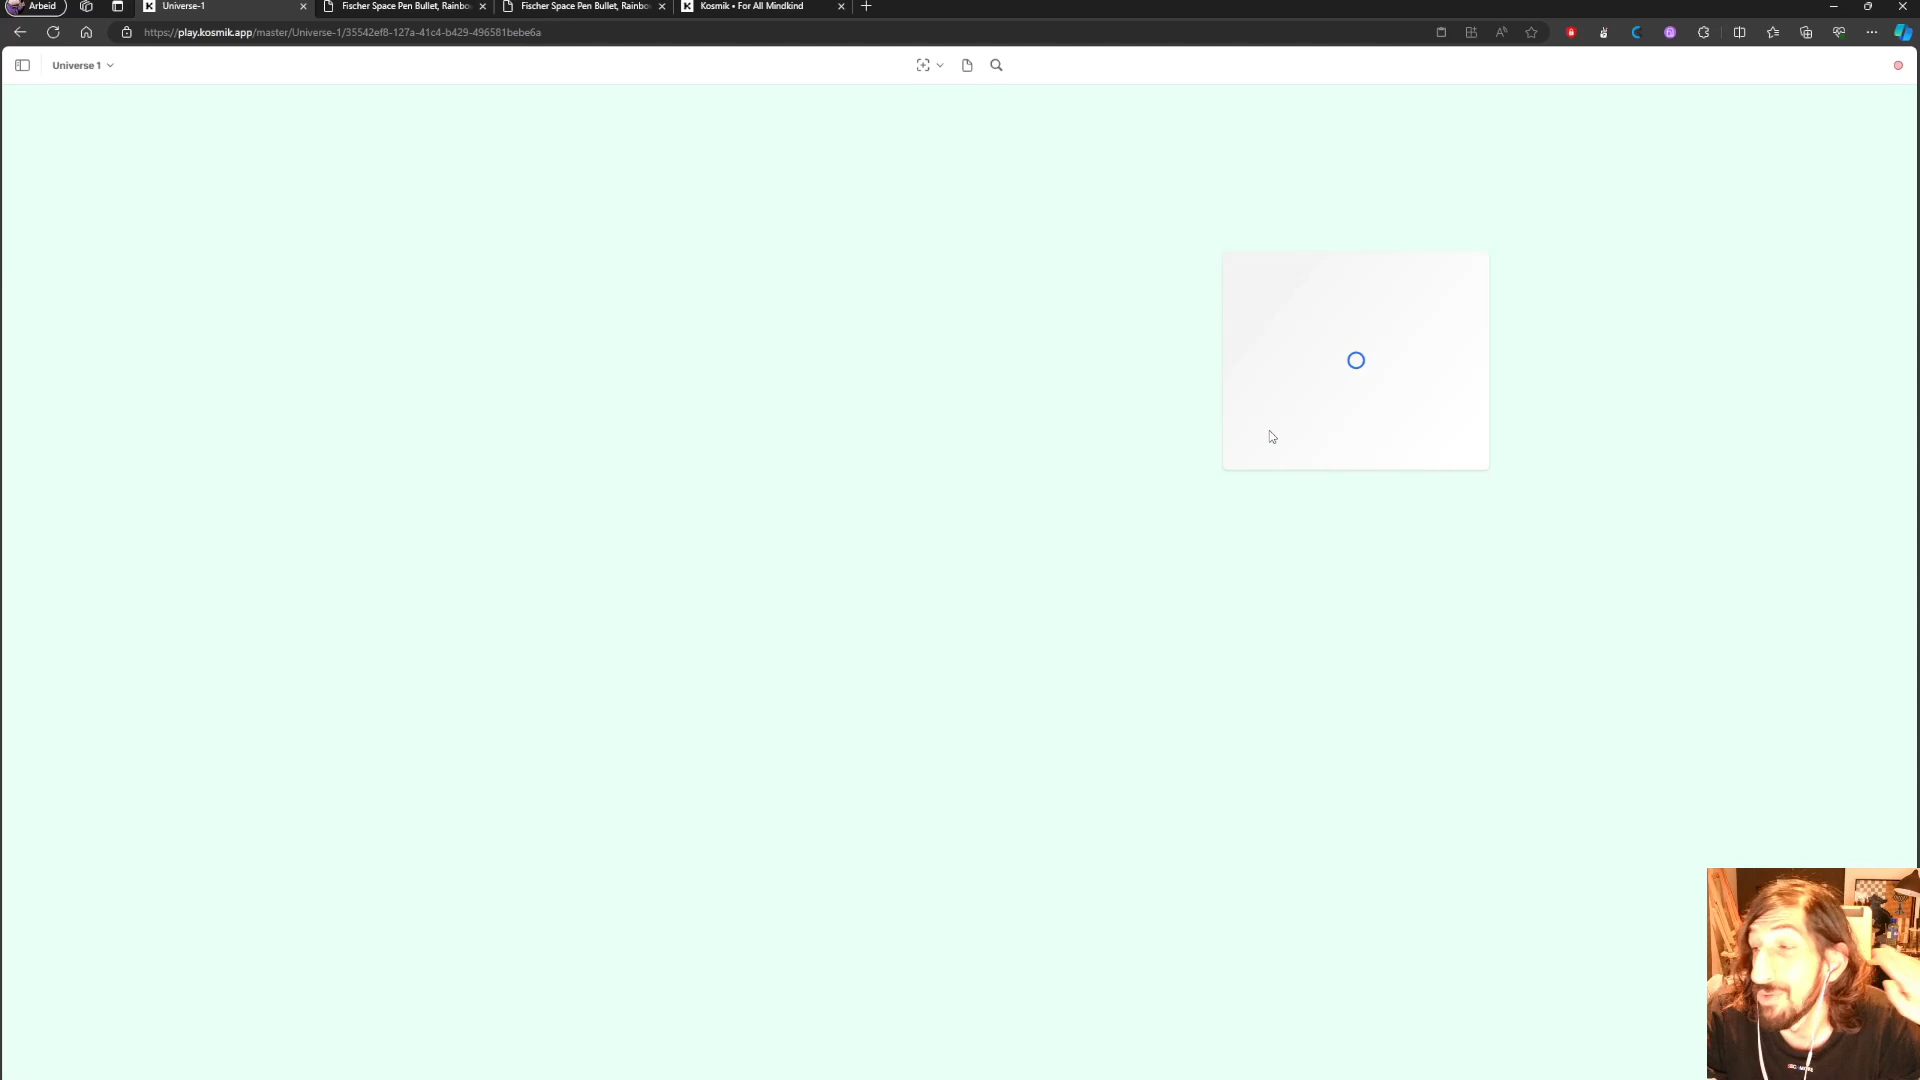 Arbeid
Universe-1
Fischer Space Pen Bullet, Rainbo
Fischer Space Pen Bullet, Rainbo
Kosmik • For All Mindkind
https://play.kosmik.app/master/Universe-1/35542ef8-127a-41c4-b429-496581bebe6a
Universe 1